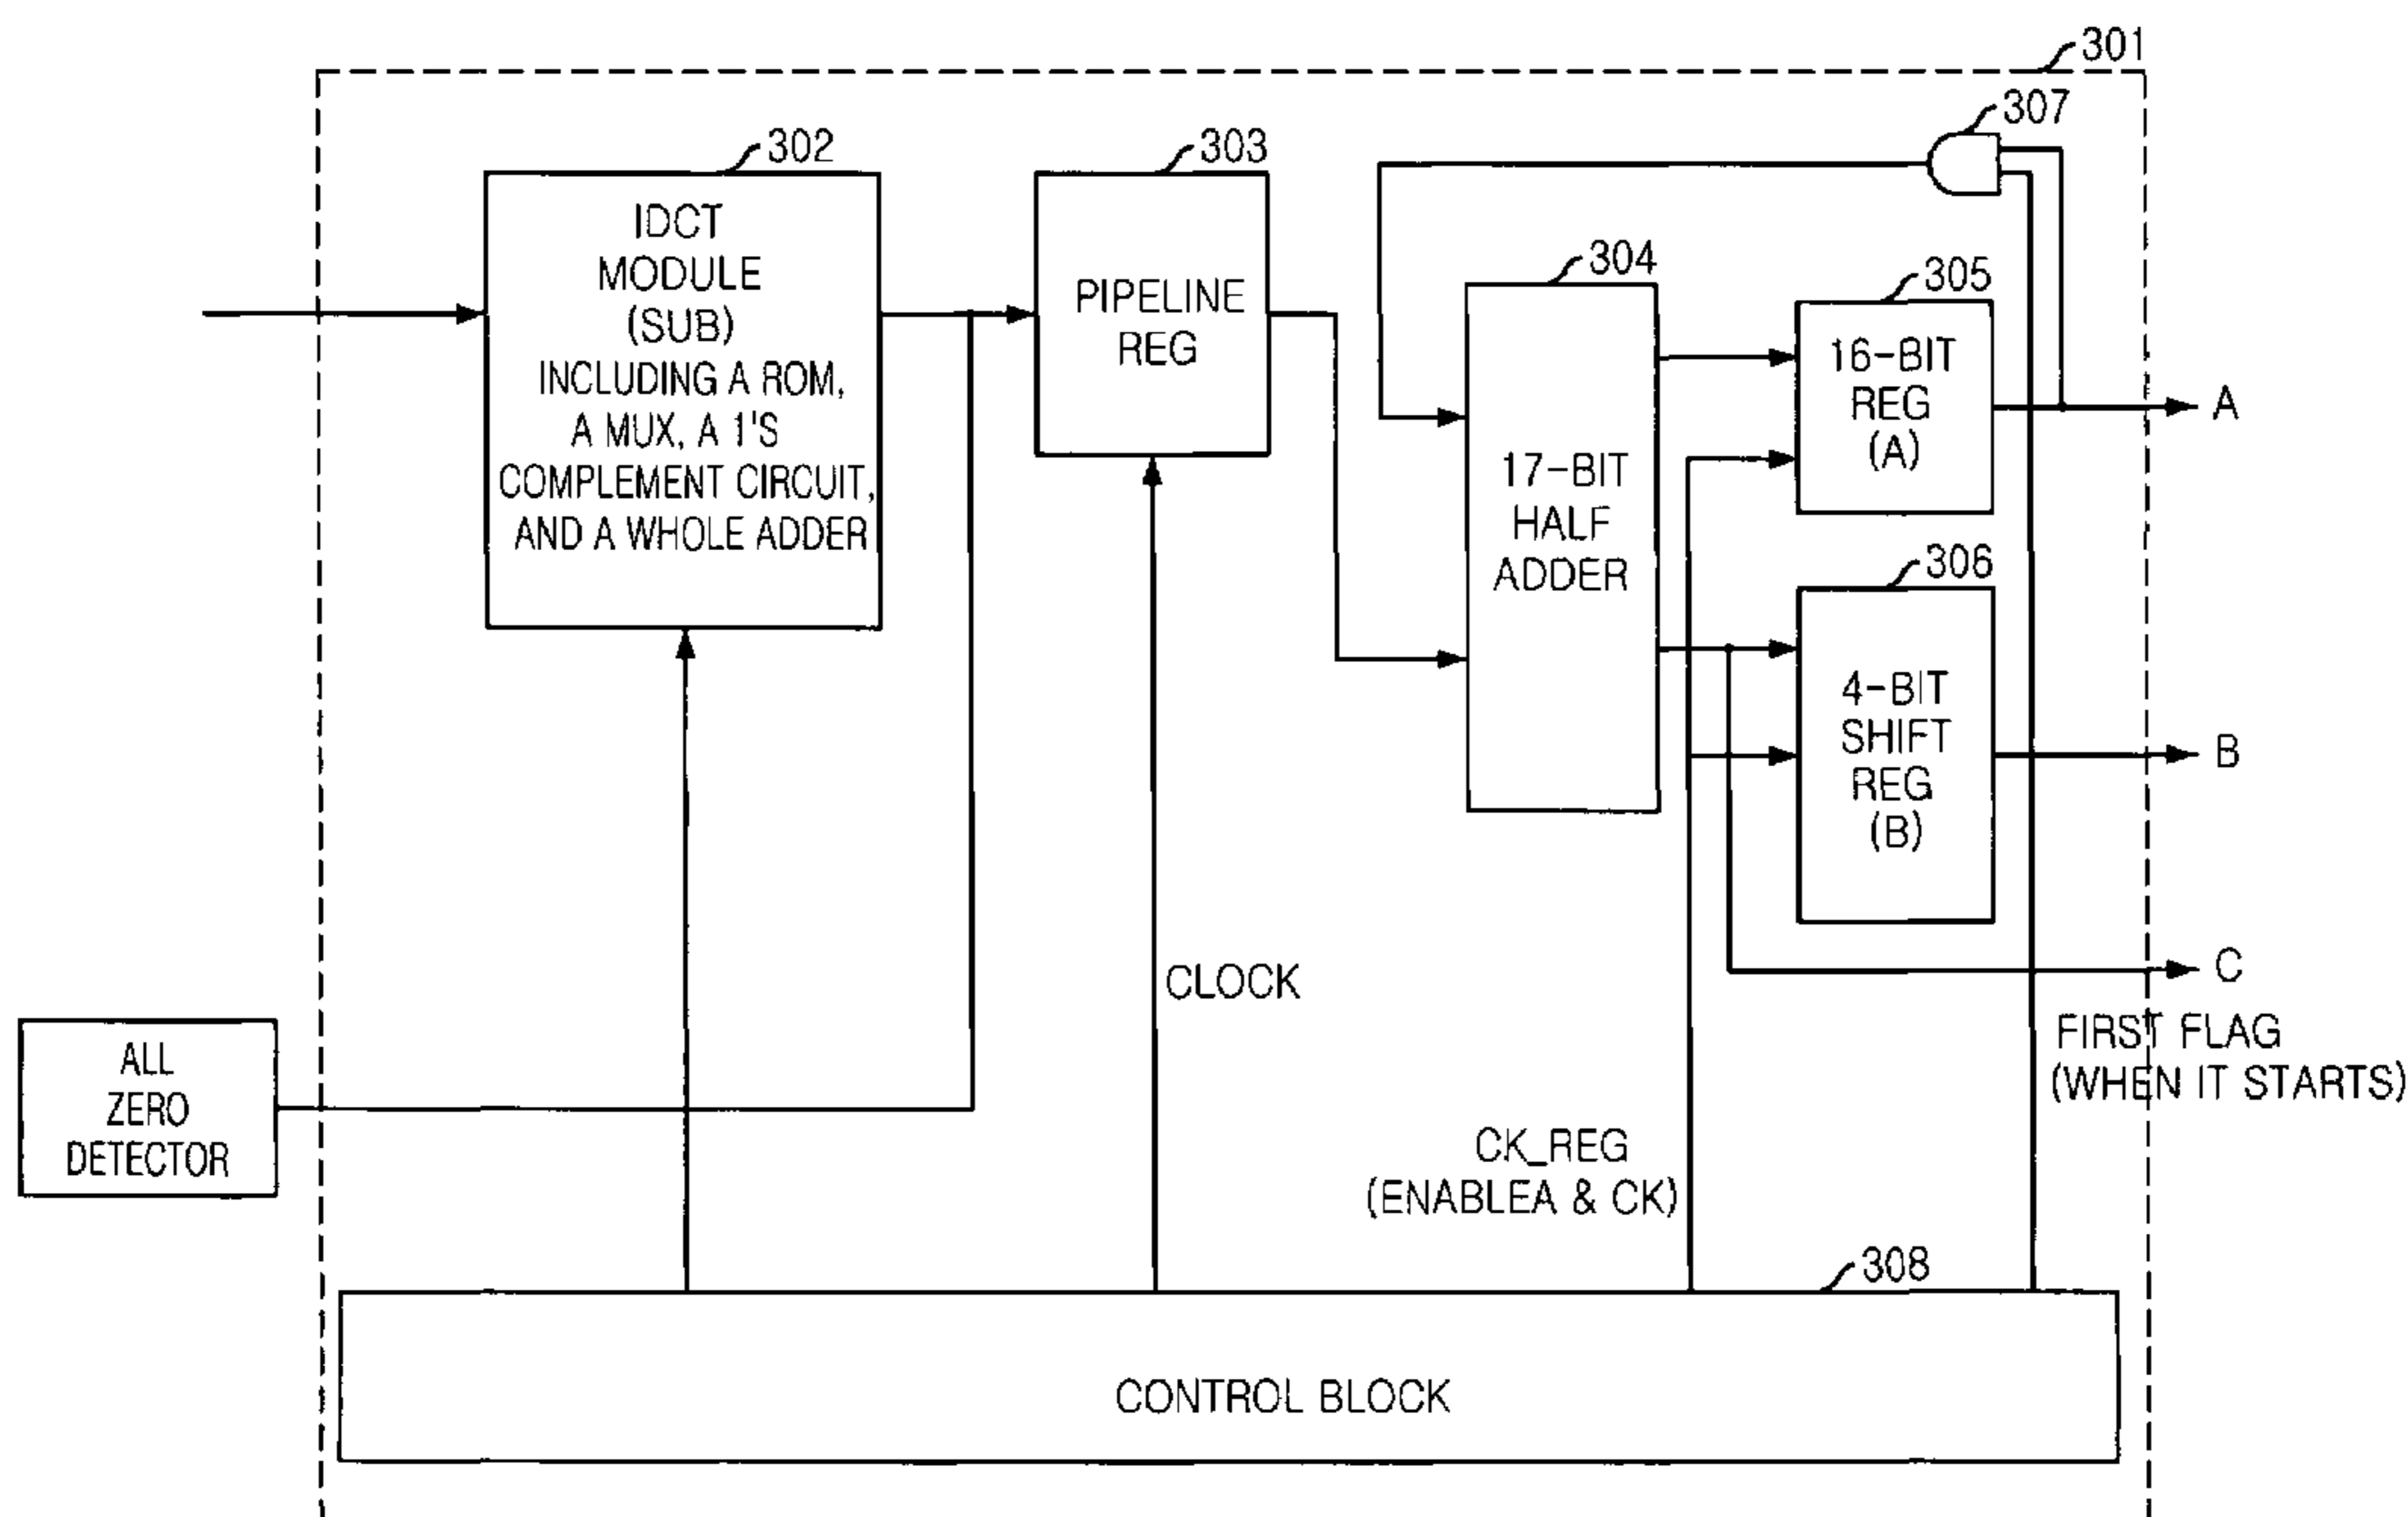 301
307
302
303
IDCT
MODULE
(SUB)
INCLUDING A ROM,
A MUX, A 1'S
COMPLEMENT CIRCUIT,
AND A WHOLE ADDER
PIPELINE
REG
304
17-BIT
HALF
ADDER
305
16-BIT
REG
(A)
A
306
4-BIT
SHIFT
REG
(B)
B
C
CLOCK
FIRST FLAG
(WHEN IT STARTS)
ALL
ZERO
DETECTOR
CK_REG
(ENABLEA & CK)
308
CONTROL BLOCK